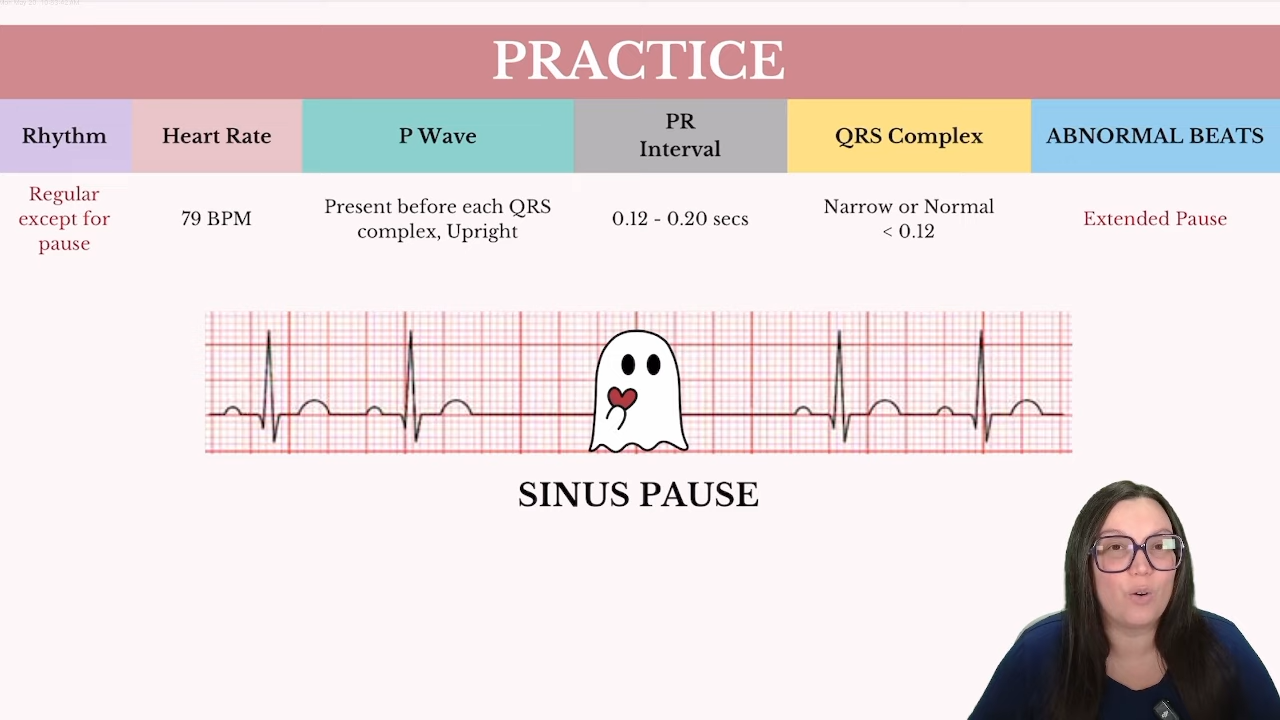 PRACTICE
Rhythm
Heart Rate
P Wave
PR
Interval
QRS Complex
ABNORMAL BEATS
Regular
except for
pause
79 BPM
Present before each QRS
complex, Upright
0.12 - 0.20 secs
Narrow or Normal
< 0.12
Extended Pause
SINUS PAUSE